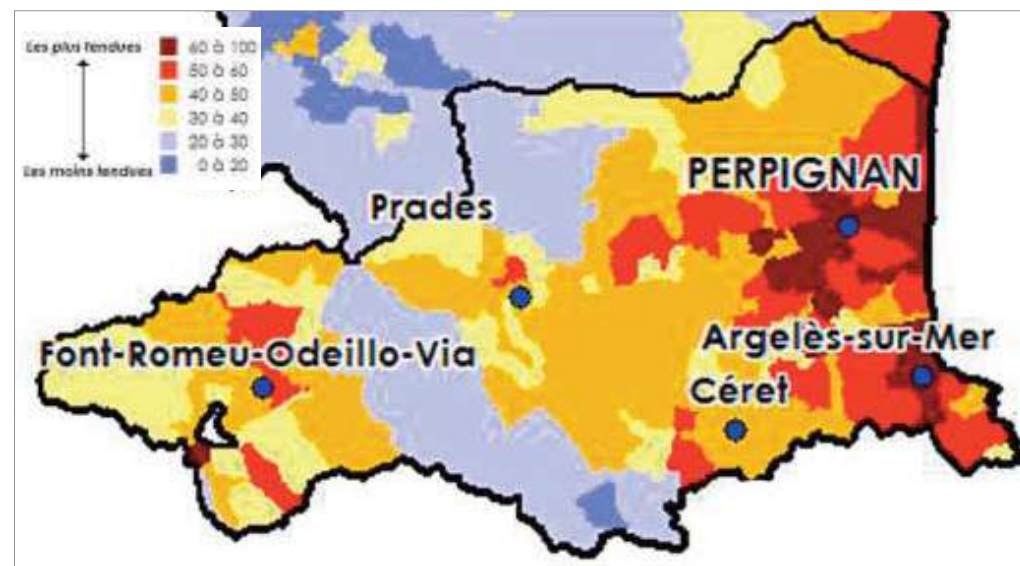 Les plus tendues
60 à 100
50 à 60
40 à 50
30 à 40
20 à 30
Les moins tendues
0 à 20
PERPIGNAN
Prades
Argelès-sur-Mer
Font-Romeu-Odeillo-Via
Céret